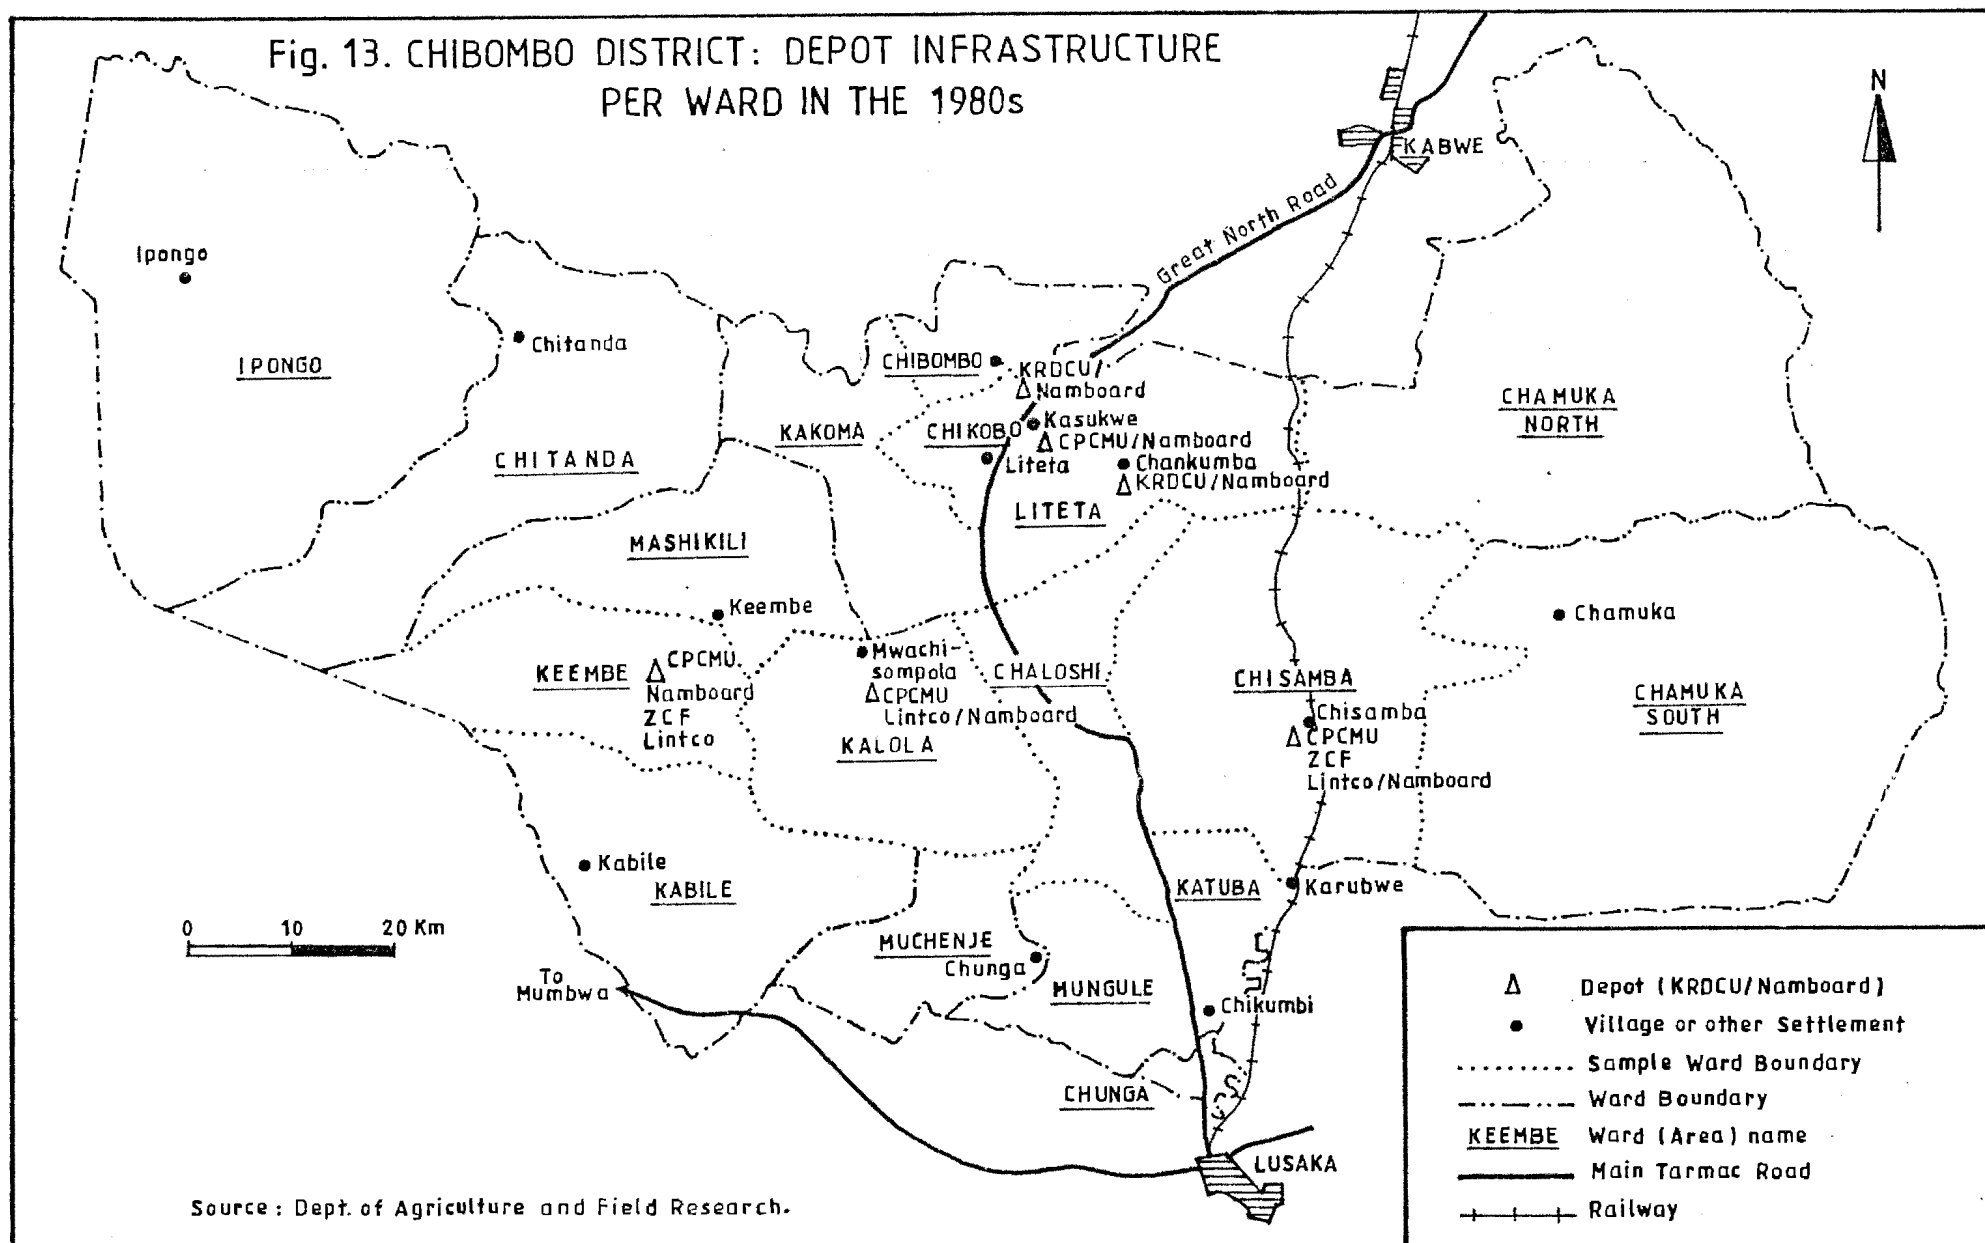 Fig. 13. CHIBOMBO DISTRICT: DEPOT INFRASTRUCTURE
PER WARD IN THE 1980s
N
KABWE
Great North Road
Ipongo
IPONGO
Chitanda
CHITANDA
CHIBOMBO
KRDCU/
Namboard
KAKOMA
CHIKOBO
Kasukwe
CPCMU/Namboard
Liteta
Chankumba
KRDCU/Namboard
LITETA
CHAMUKA
NORTH
MASHIKILI
Keembe
KEEMBE
CPCMU.
Namboard
ZCF
Lintco
Mwachi-
sompola
CPCMU
Lintco/Namboard
KALOLA
CHALOSHI
CHISAMBA
Chisamba
CPCMU
ZCF
Lintco/Namboard
Chamuka
CHAMUKA
SOUTH
Kabile
KABILE
KATUBA
Karubwe
0 10 20 Km
MUCHENJE
Chunga
MUNGULE
To
Mumbwa
Chikumbi
CHUNGA
LUSAKA
Depot (KRDCU/Namboard)
Village or other Settlement
Sample Ward Boundary
Ward Boundary
KEEMBE Ward (Area) name
Main Tarmac Road
Railway
Source: Dept. of Agriculture and Field Research.